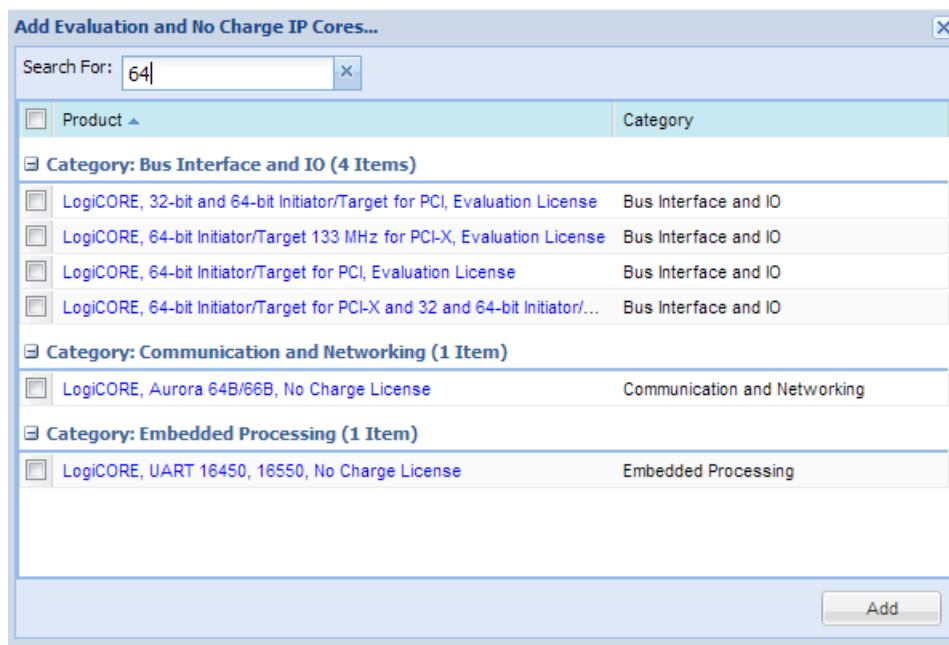 Add Evaluation and No Charge IP Cores...
Search For: 64
Product Category
Category: Bus Interface and IO (4 Items)
LogiCORE, 32-bit and 64-bit Initiator/Target for PCI, Evaluation License Bus Interface and IO
LogiCORE, 64-bit Initiator/Target 133 MHz for PCI-X, Evaluation License Bus Interface and IO
LogiCORE, 64-bit Initiator/Target for PCI, Evaluation License Bus Interface and IO
LogiCORE, 64-bit Initiator/Target for PCI-X and 32 and 64-bit Initiator/... Bus Interface and IO
Category: Communication and Networking (1 Item)
LogiCORE, Aurora 64B/66B, No Charge License Communication and Networking
Category: Embedded Processing (1 Item)
LogiCORE, UART 16450, 16550, No Charge License Embedded Processing
Add